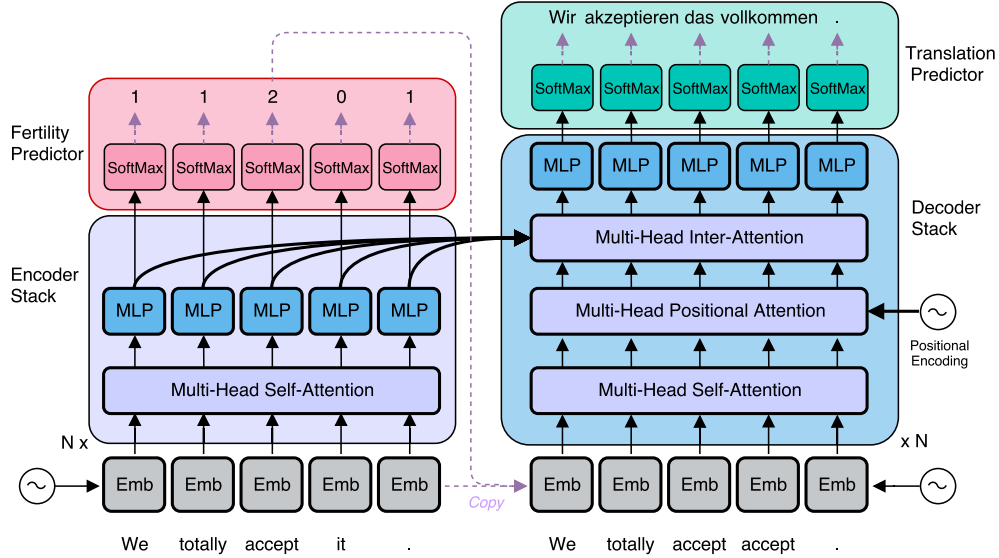 Wir akzeptieren das vollkommen .
Translation
Predictor
SoftMax SoftMax SoftMax SoftMax SoftMax
1 1 2 0 1
Fertility
Predictor
SoftMax SoftMax SoftMax SoftMax SoftMax
MLP MLP MLP MLP MLP
Decoder
Stack
Multi-Head Inter-Attention
Encoder
Stack
MLP MLP MLP MLP MLP
Multi-Head Positional Attention
Positional
Encoding
Multi-Head Self-Attention
Multi-Head Self-Attention
N x
x N
Emb Emb Emb Emb Emb
Copy
Emb Emb Emb Emb Emb
We totally accept it .
We totally accept accept .